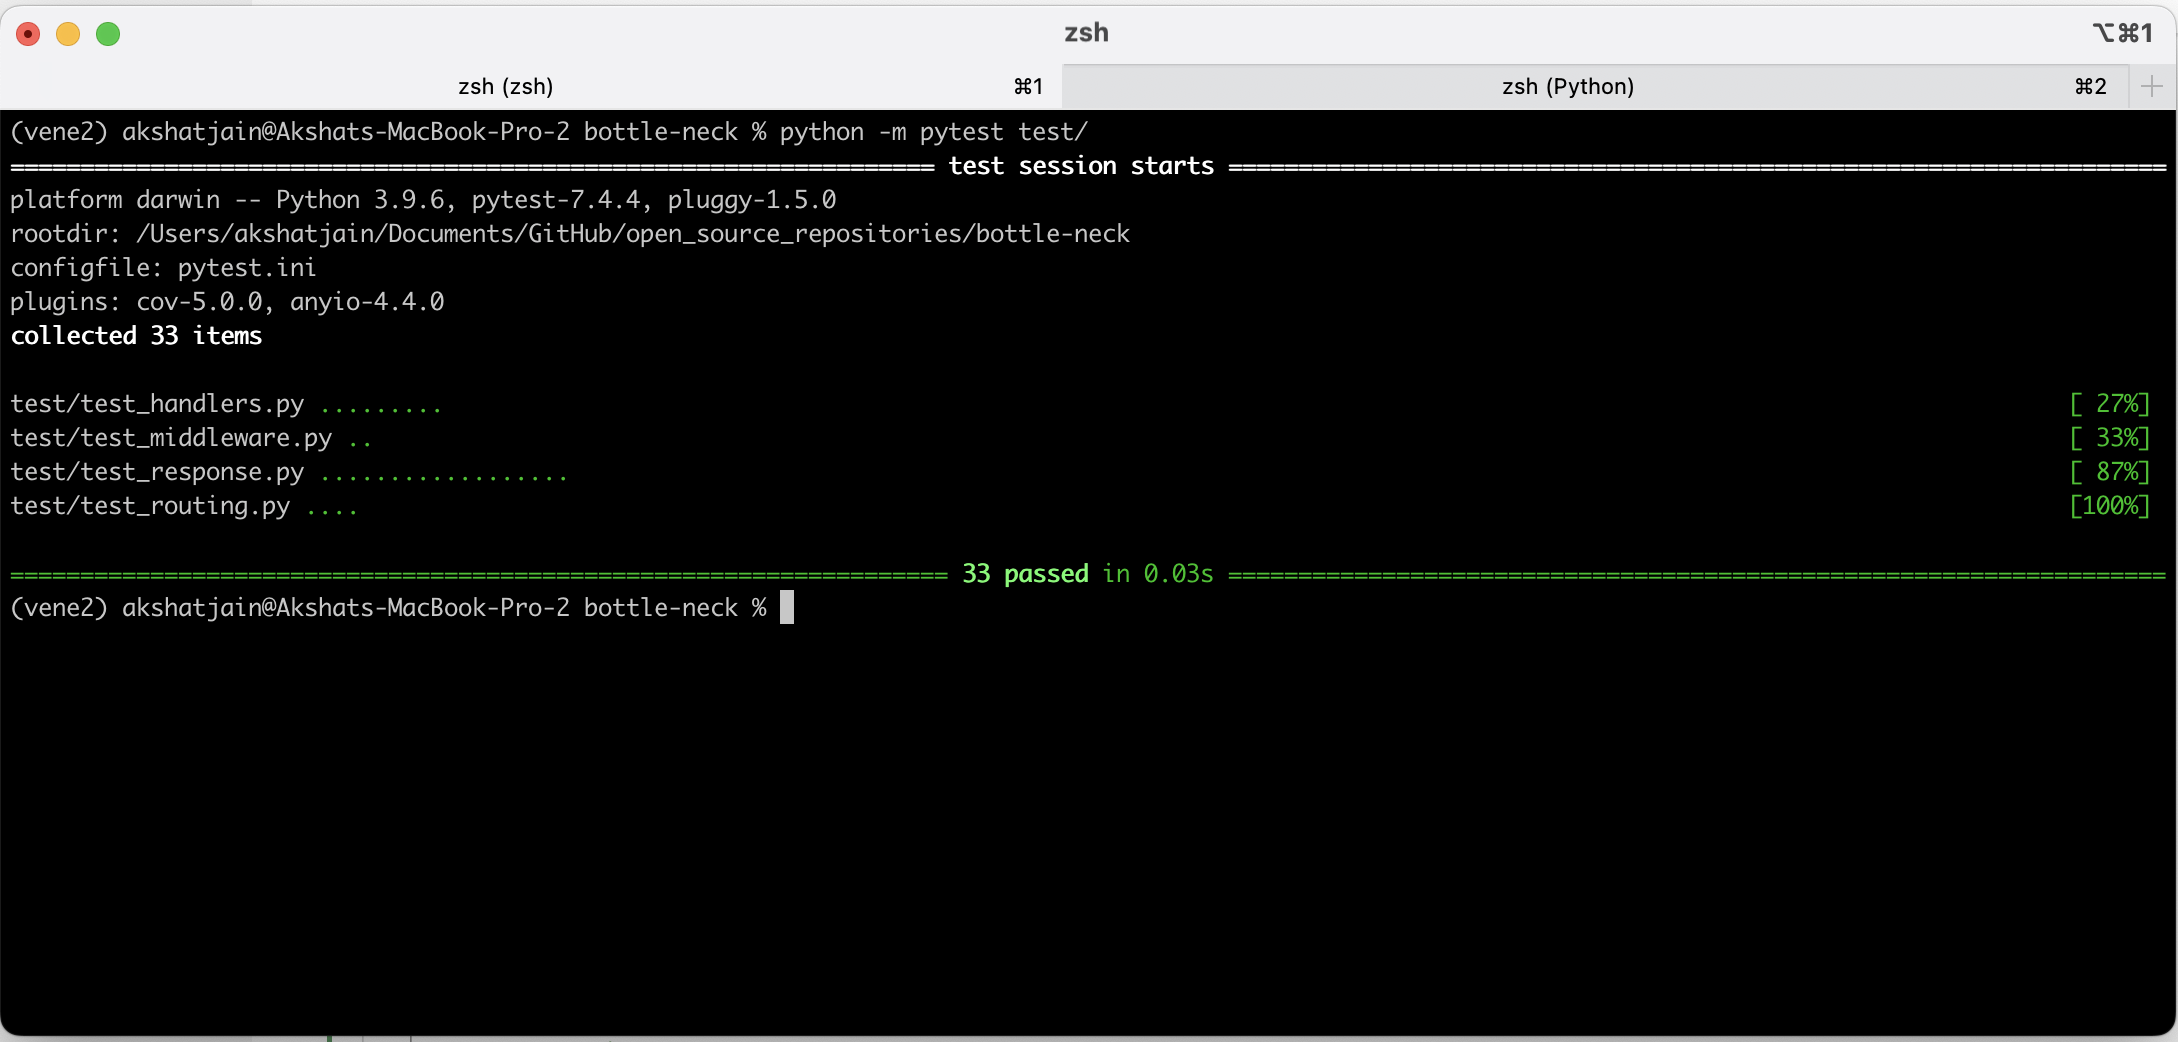 zsh
⌥⌘1
zsh (zsh) ⌘1 zsh (Python) ⌘2 +
(vene2) akshatjain@Akshats-MacBook-Pro-2 bottle-neck % python -m pytest test/
=================================================================== test session starts ====================================================================
platform darwin -- Python 3.9.6, pytest-7.4.4, pluggy-1.5.0
rootdir: /Users/akshatjain/Documents/GitHub/open_source_repositories/bottle-neck
configfile: pytest.ini
plugins: cov-5.0.0, anyio-4.4.0
collected 33 items
test/test_handlers.py ......... [ 27%]
test/test_middleware.py .. [ 33%]
test/test_response.py .................. [ 87%]
test/test_routing.py .... [100%]
==================================================================== 33 passed in 0.03s ====================================================================
(vene2) akshatjain@Akshats-MacBook-Pro-2 bottle-neck %